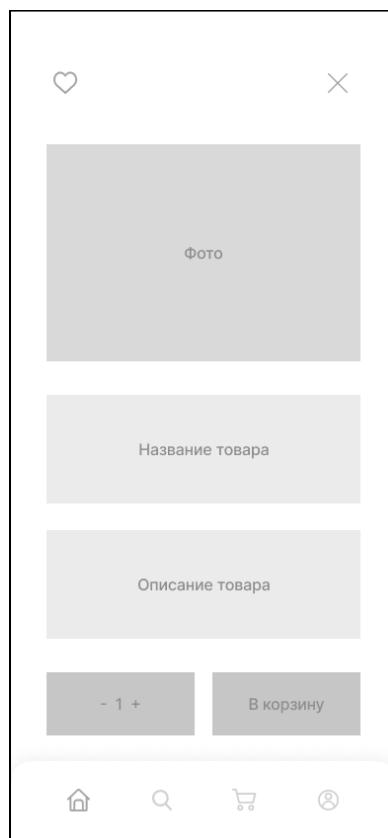 Фото
Название товара
Описание товара
- 1 +
В корзину